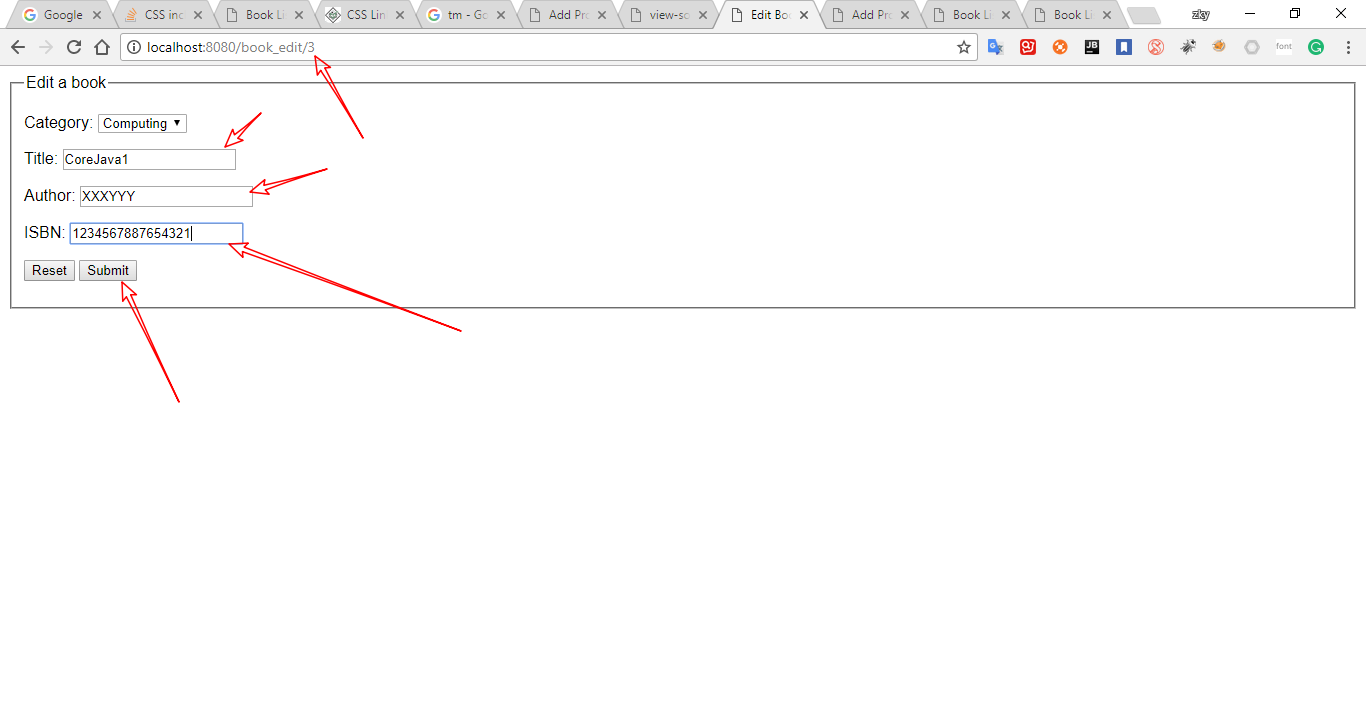 Google
CSS inc
Book Li
CSS Lin
tm - Go
Add Pro
view-so
Edit Boo
Add Pro
Book Li
Book Li
zky
localhost:8080/book_edit/3
JB
font
Edit a book
Category: Computing
Title: CoreJava1
Author: XXXYYY
ISBN: 1234567887654321
Reset Submit